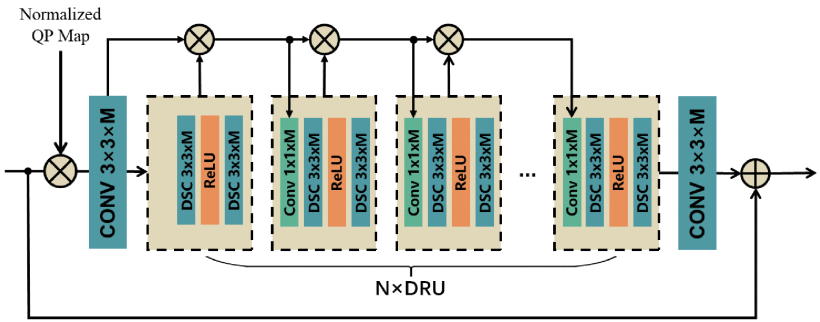 Normalized
QP Map
CONV 3×3×M
DSC 3x3xM
ReLU
DSC 3x3xM
Conv 1x1xM
DSC 3x3xM
ReLU
DSC 3x3xM
Conv 1x1xM
DSC 3x3xM
ReLU
DSC 3x3xM
...
Conv 1x1xM
DSC 3x3xM
ReLU
DSC 3x3xM
CONV 3×3×M
N×DRU